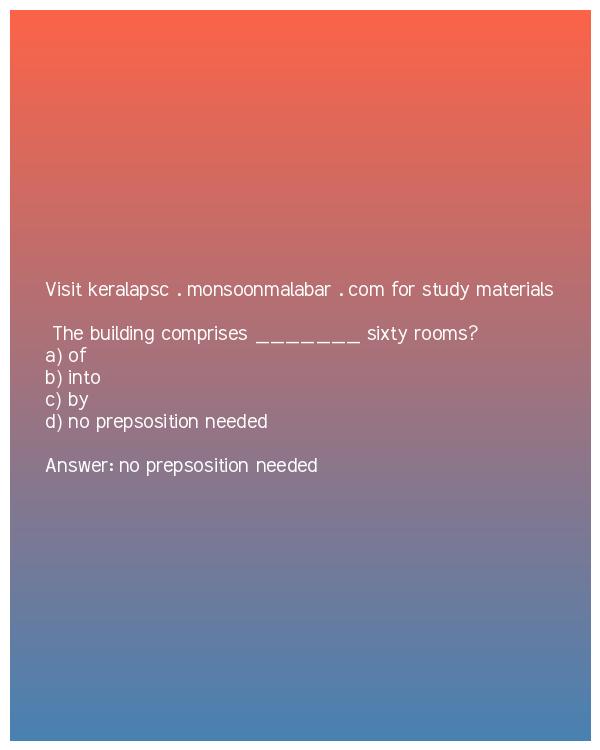 Visit keralapsc . monsoonmalabar . com for study materials
The building comprises _______ sixty rooms?
a) of
b) into
c) by
d) no prepsosition needed
Answer: no prepsosition needed